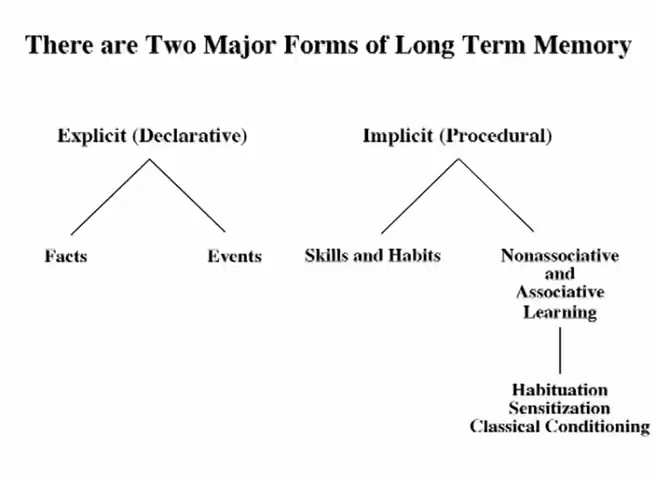 There are Two Major Forms of Long Term Memory
Explicit (Declarative)
Implicit (Procedural)
Facts
Events
Skills and Habits
Nonassociative
and
Associative
Learning
Habituation
Sensitization
Classical Conditioning